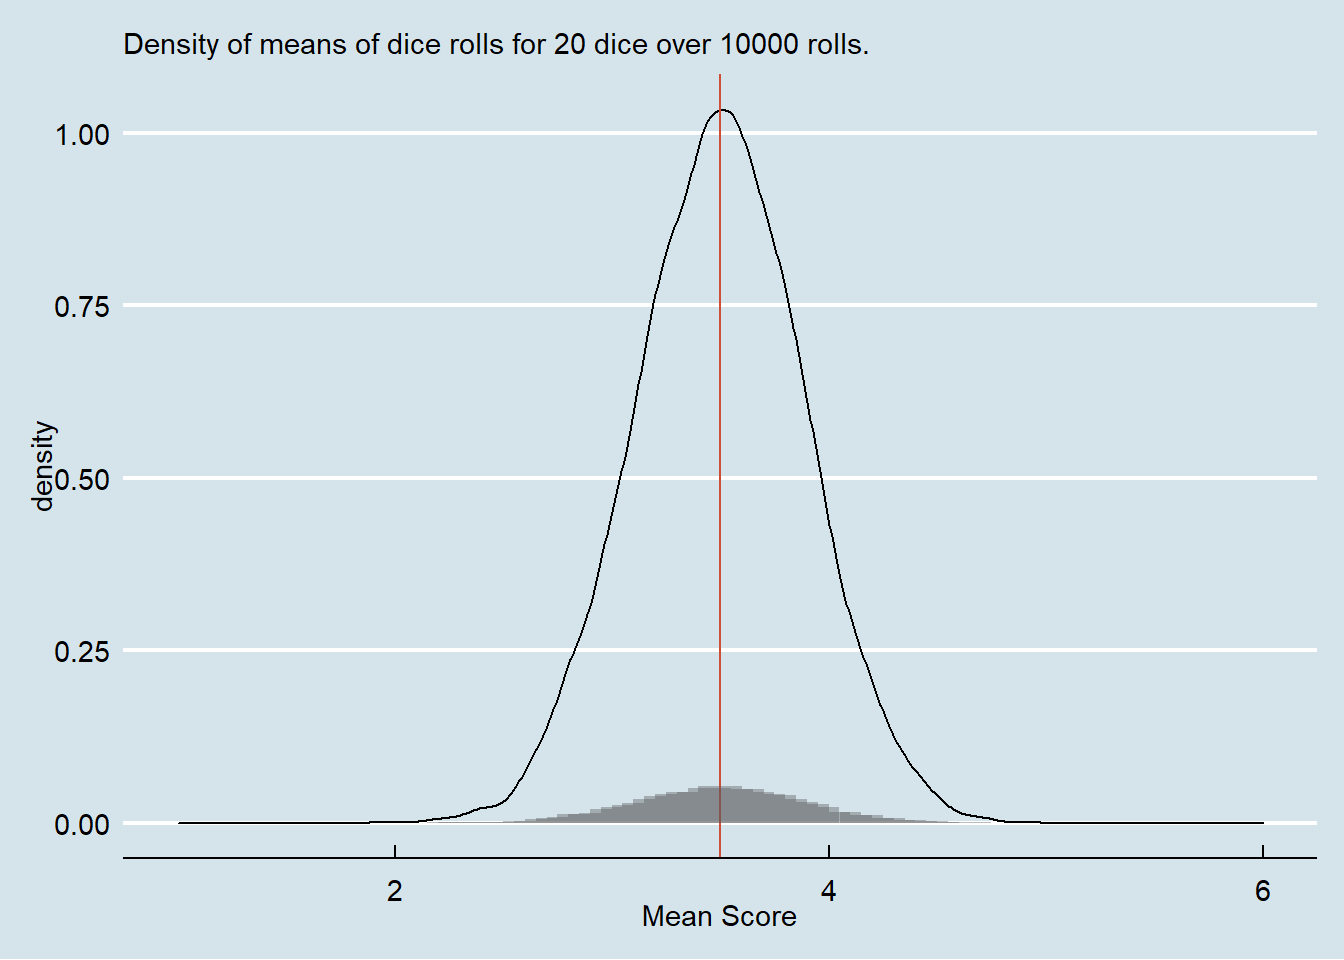 Density of means of dice rolls for 20 dice over 10000 rolls.
1.00
0.75
0.50
0.25
0.00
density
2 4 6
Mean Score